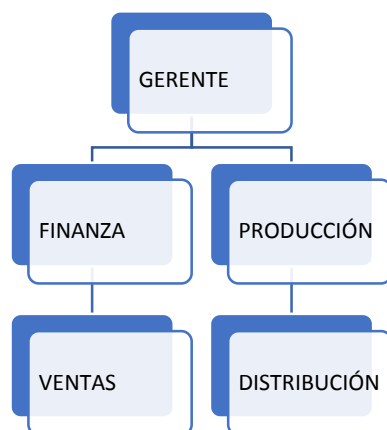 GERENTE
FINANZA
PRODUCCIÓN
VENTAS
DISTRIBUCIÓN